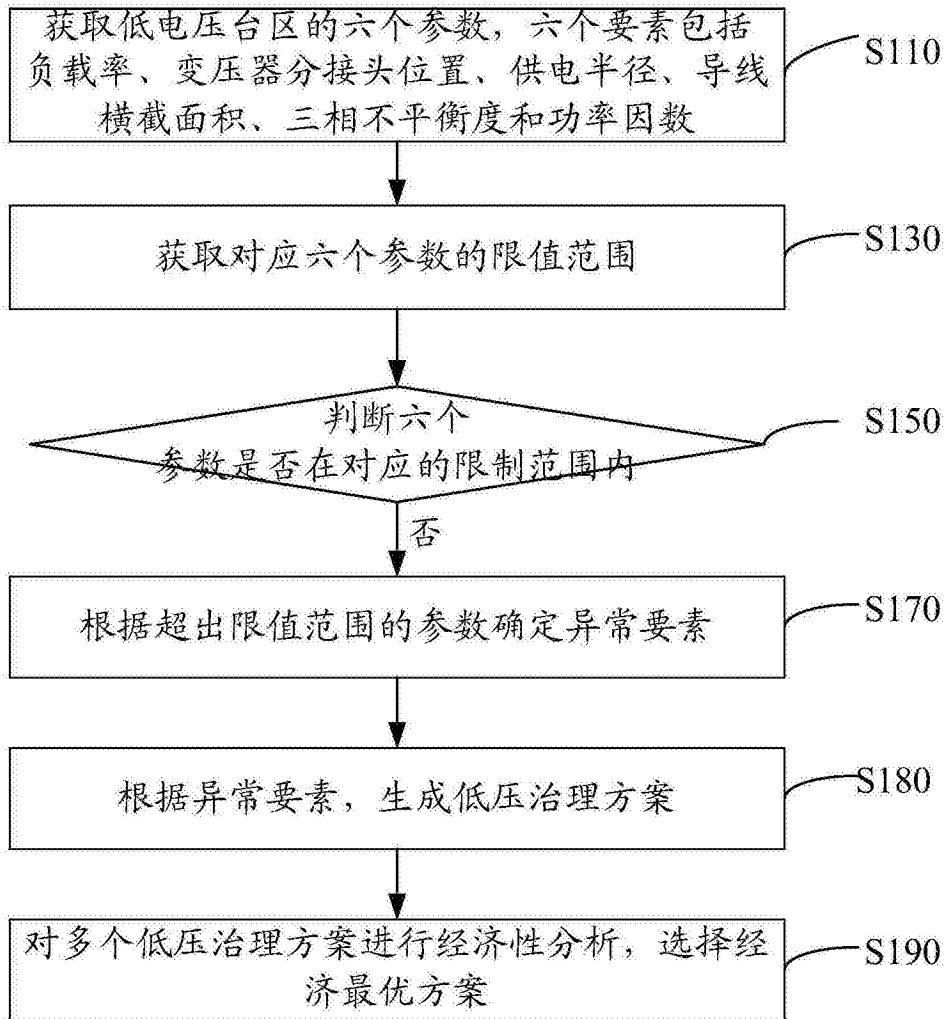 获取低电压台区的六个参数，六个要素包括
负载率、变压器分接头位置、供电半径、导线
横截面积、三相不平衡度和功率因数
S110
获取对应六个参数的限值范围
S130
判断六个
参数是否在对应的限制范围内
S150
否
根据超出限值范围的参数确定异常要素
S170
根据异常要素，生成低压治理方案
S180
对多个低压治理方案进行经济性分析，选择经
济最优方案
S190